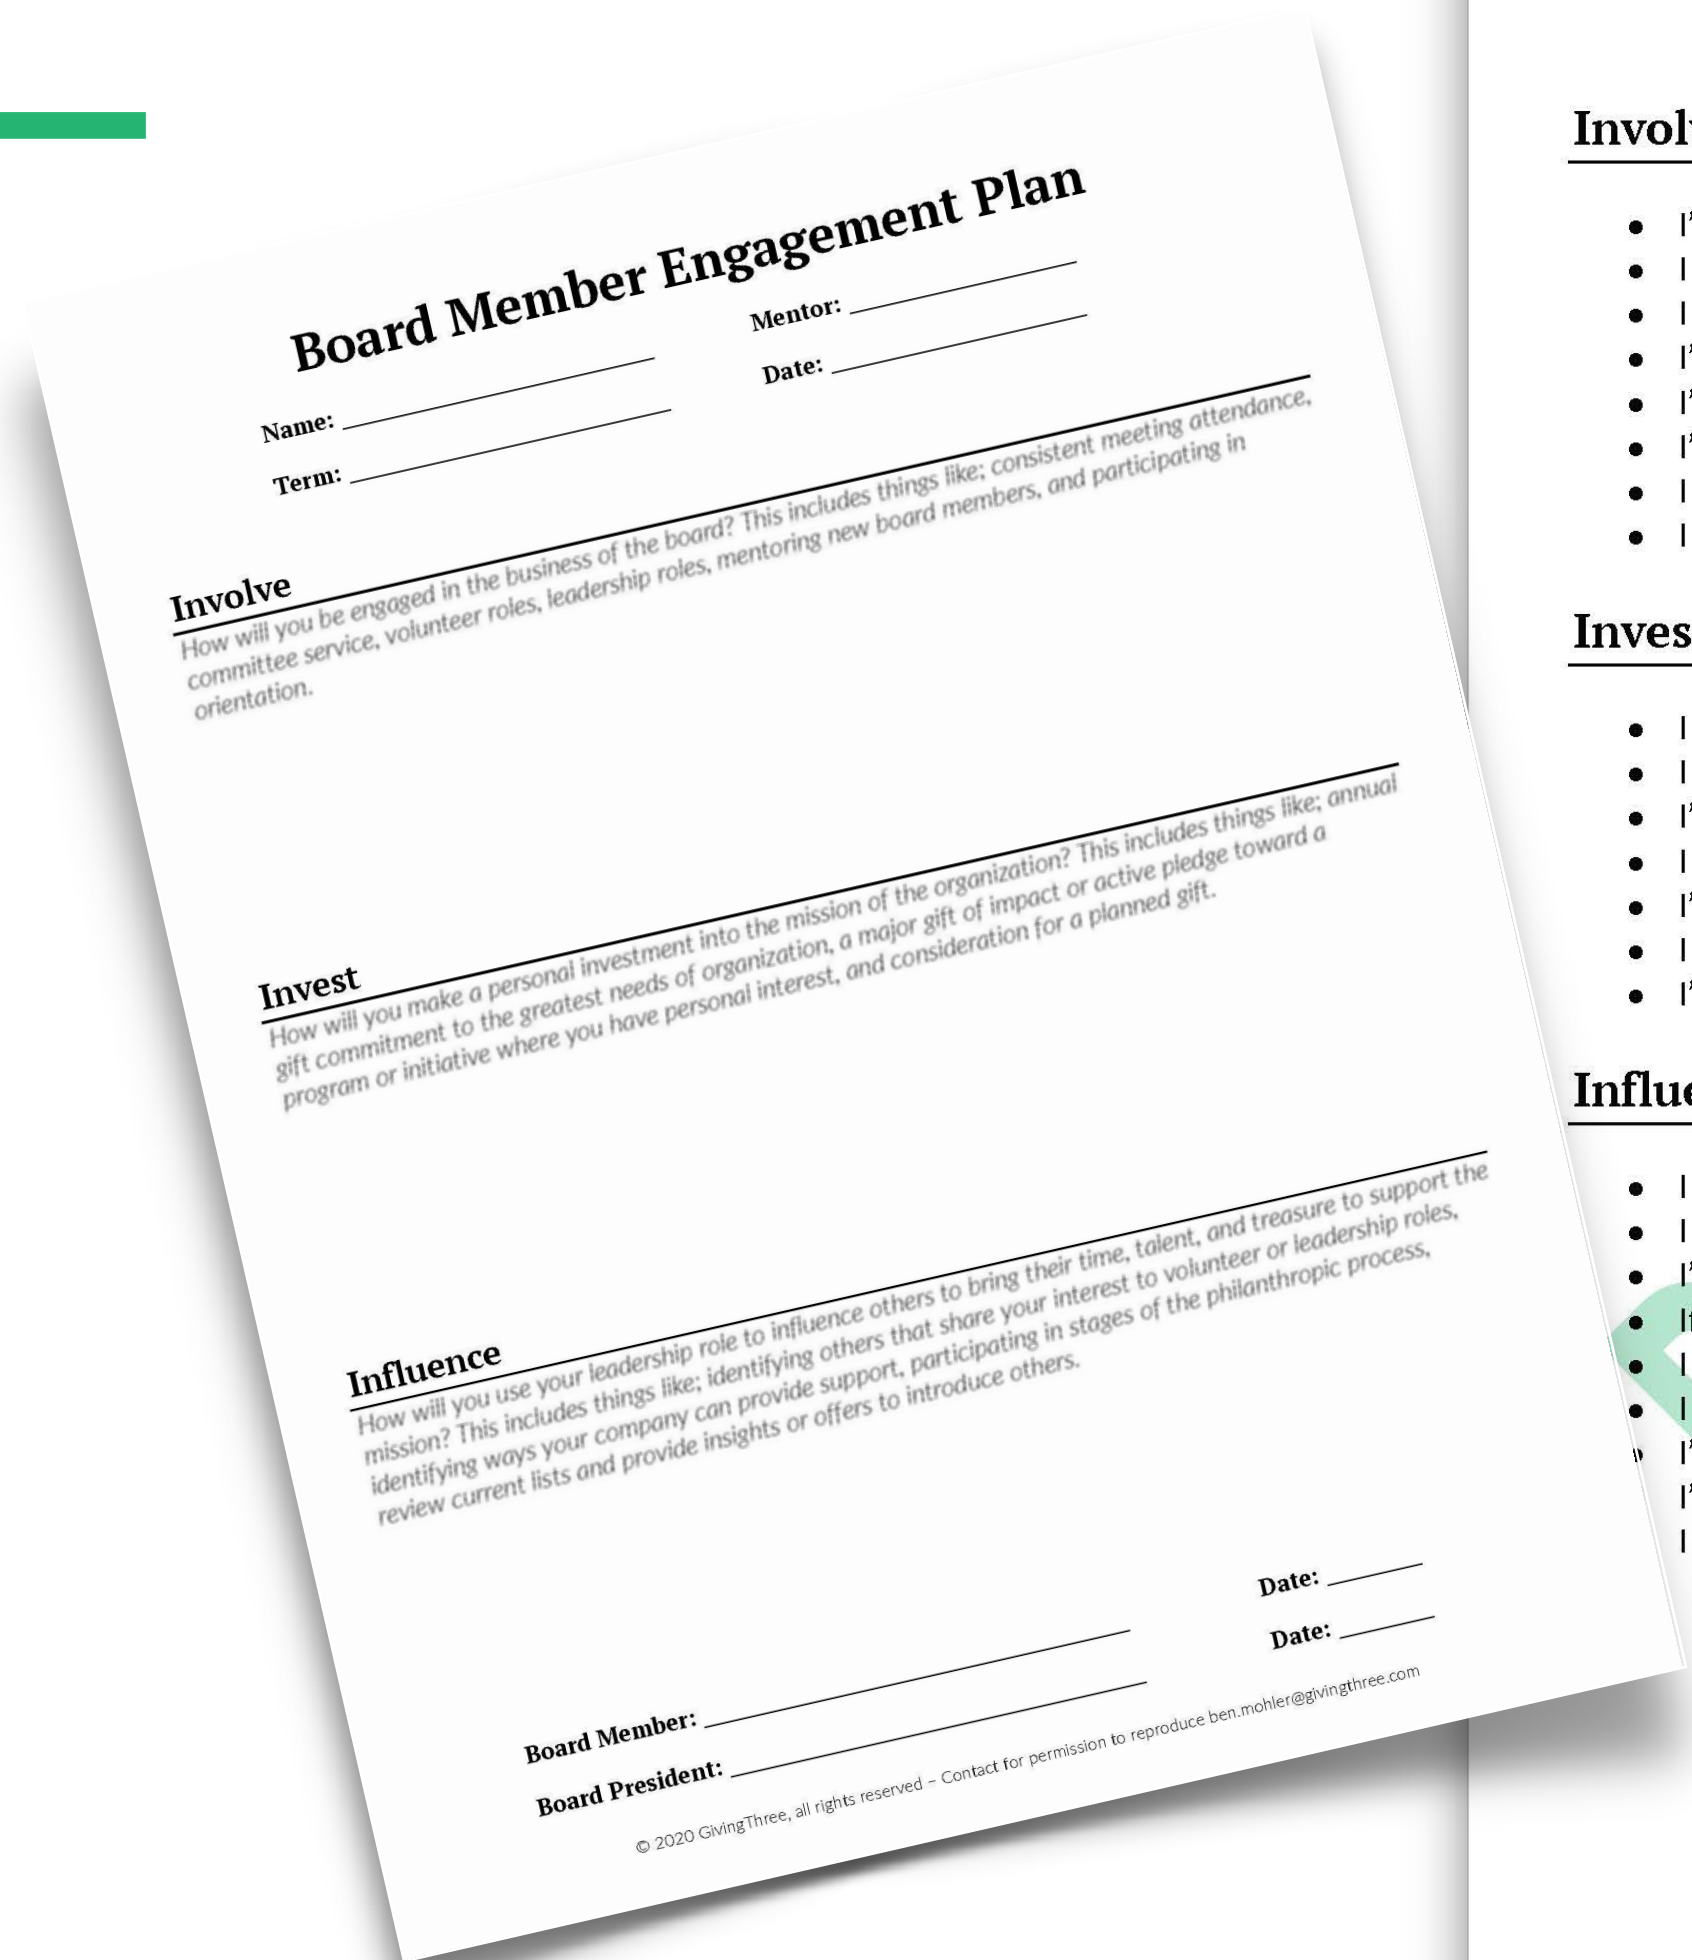 Board Member Engagement Plan
Name:
Mentor:
Term:
Date:
Involve
How will you be engaged in the business of the board? This includes things like; consistent meeting attendance,
committee service, volunteer roles, leadership roles, mentoring new board members, and participating in
orientation.
Invest
How will you make a personal investment into the mission of the organization? This includes things like; annual
gift commitment to the greatest needs of organization, a major gift of impact or active pledge toward a
program or initiative where you have personal interest, and consideration for a planned gift.
Influence
How will you use your leadership role to influence others to bring their time, talent, and treasure to support the
mission? This includes things like; identifying others that share your interest to volunteer or leadership roles,
identifying ways your company can provide support, participating in stages of the philanthropic process,
review current lists and provide insights or offers to introduce others.
Board Member:
Date:
Board President:
Date:
© 2020 GivingThree, all rights reserved – Contact for permission to reproduce ben.mohler@givingthree.com